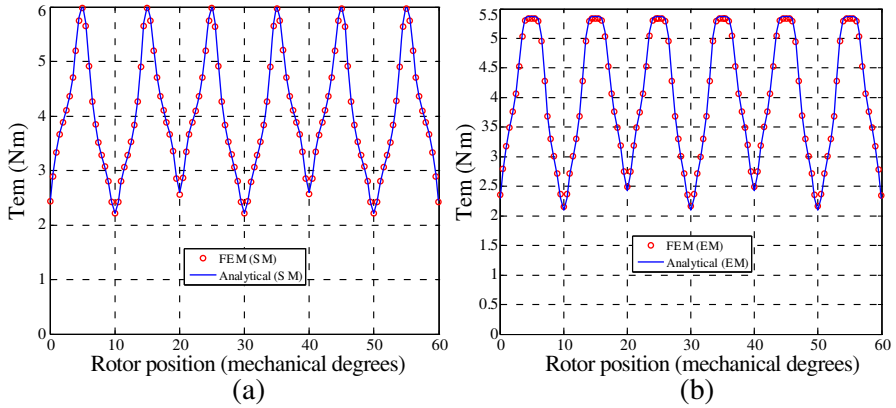 6
5
4
3
2
1
0
Tem (Nm)
FEM (SM)
Analytical (SM)
0 10 20 30 40 50 60
Rotor position (mechanical degrees)
(a)
5.5
5
4.5
4
3.5
3
2.5
2
1.5
1
0.5
0
Tem (Nm)
FEM (EM)
Analytical (EM)
0 10 20 30 40 50 60
Rotor position (mechanical degrees)
(b)